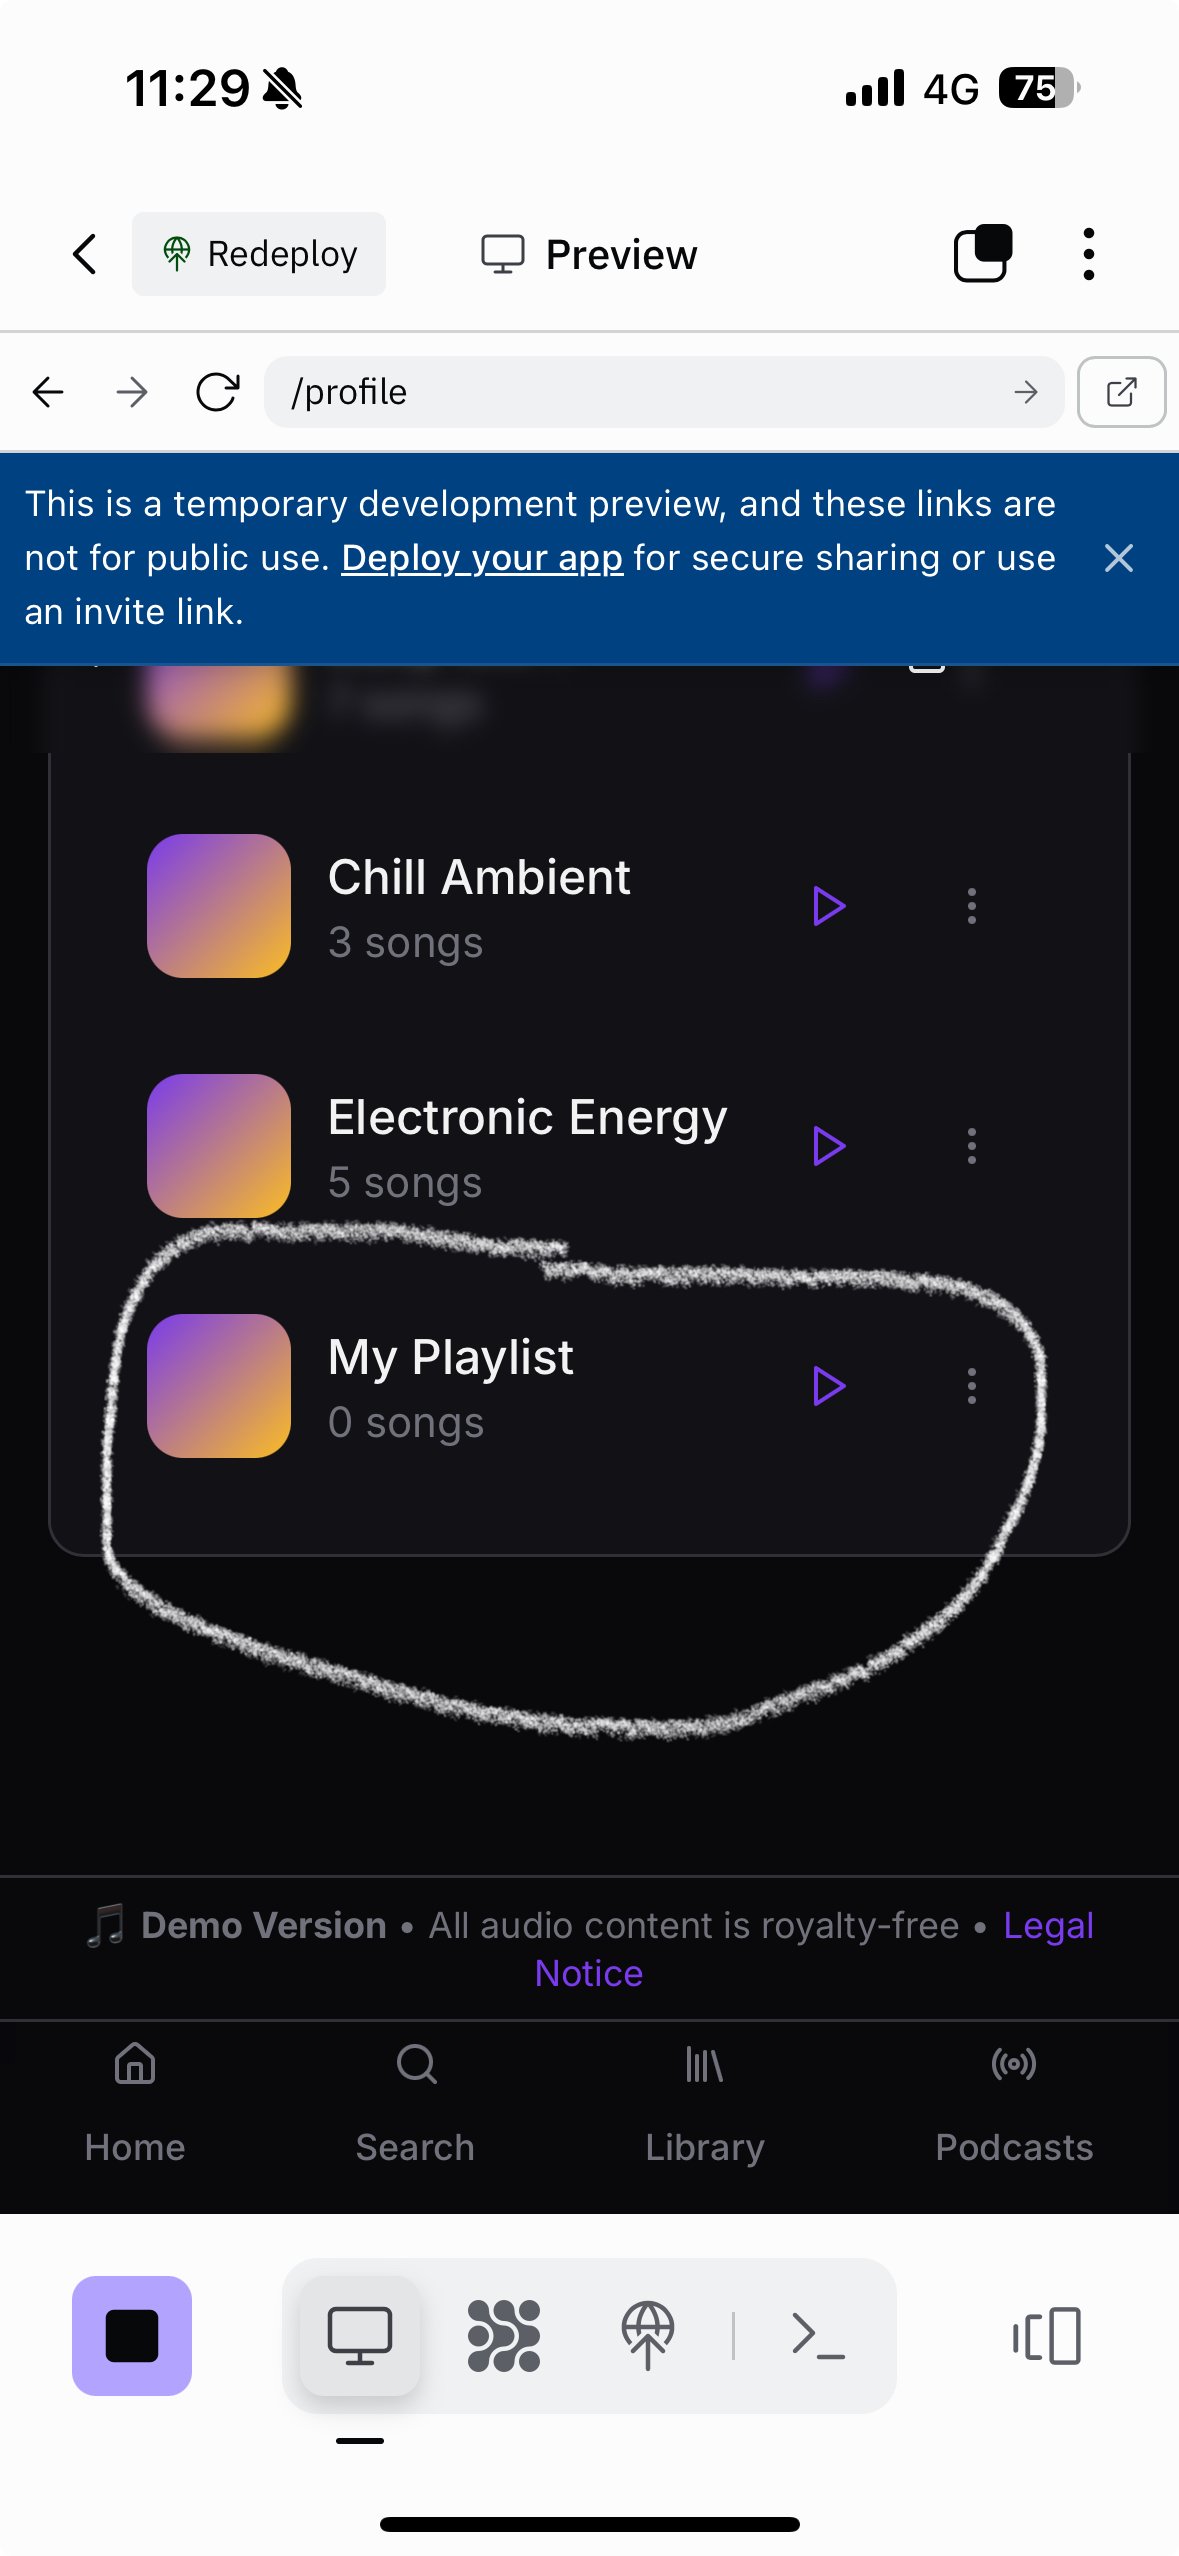 11:29
4G
75
Redeploy
Preview
/profile
This is a temporary development preview, and these links are
not for public use. Deploy your app for secure sharing or use
an invite link.
7 songs
Chill Ambient
3 songs
Electronic Energy
5 songs
My Playlist
0 songs
🎵 Demo Version • All audio content is royalty-free • Legal
Notice
Home
Search
Library
Podcasts